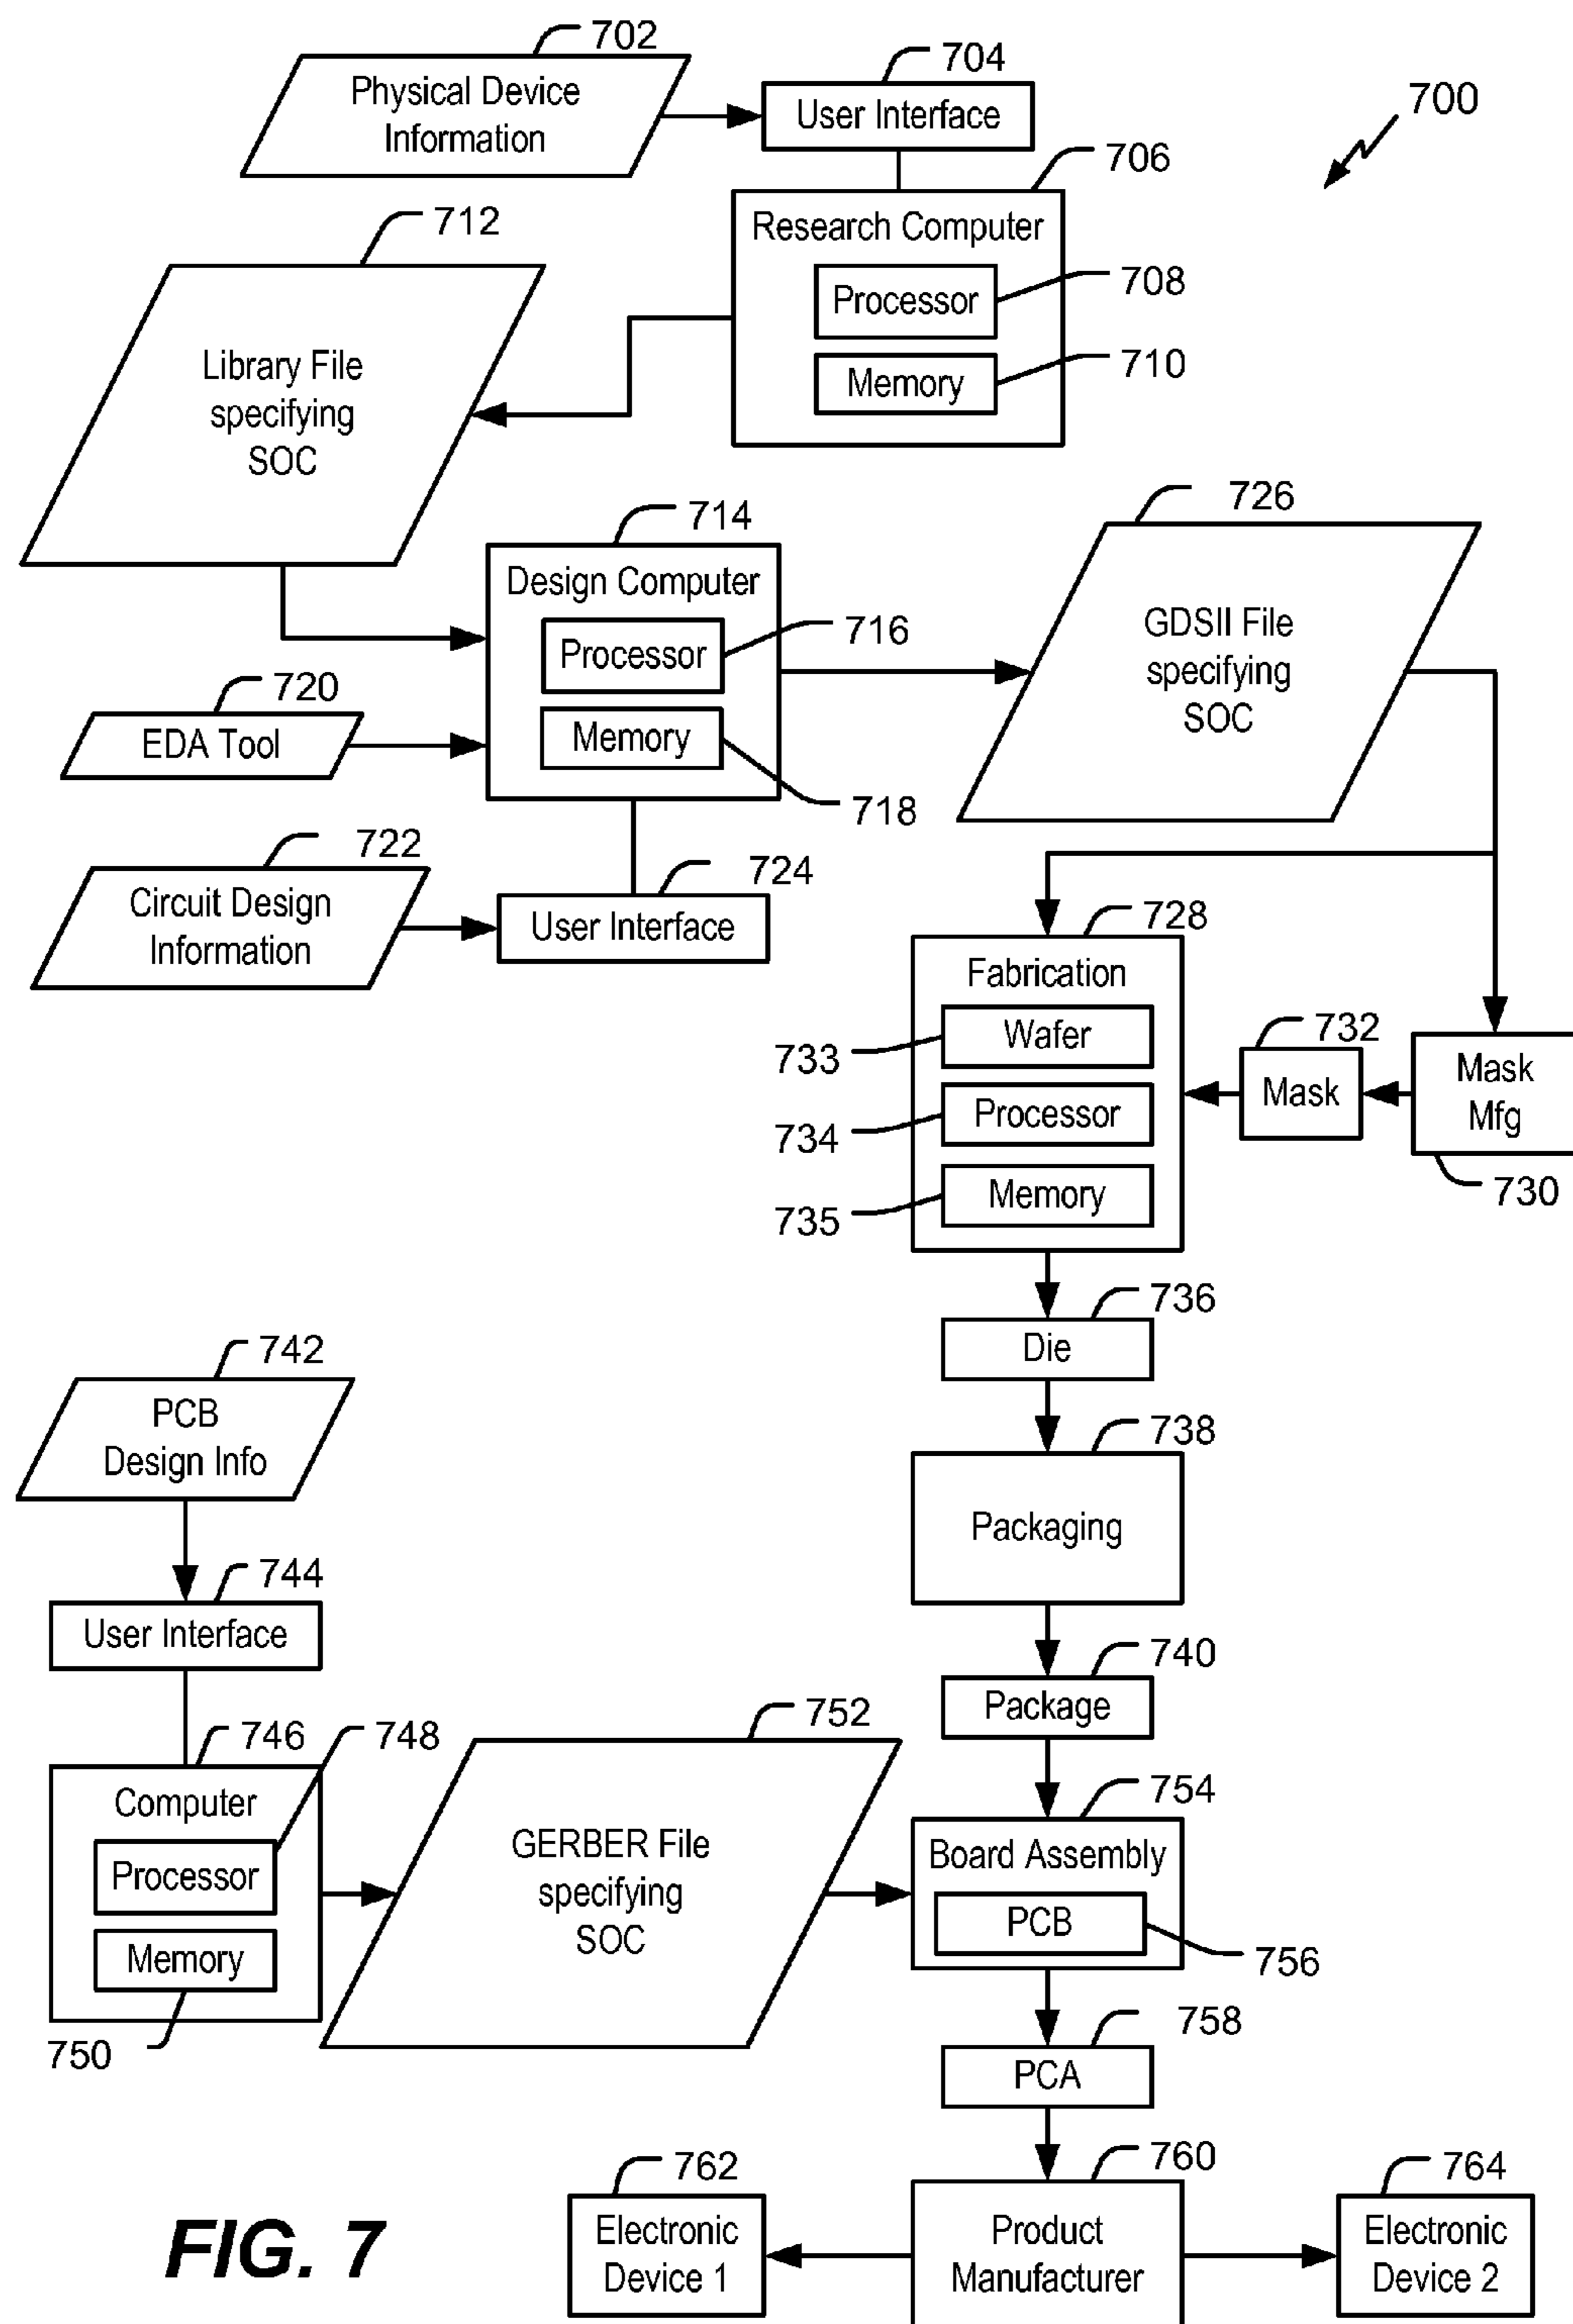 702
Physical Device
Information
704
User Interface
700
706
Research Computer
Processor
708
Memory
710
712
Library File
specifying
SOC
714
Design Computer
Processor
716
Memory
718
720
EDA Tool
722
Circuit Design
Information
724
User Interface
726
GDSII File
specifying
SOC
728
Fabrication
Wafer
733
Processor
734
Memory
735
732
Mask
Mask
Mfg
730
736
Die
738
Packaging
740
Package
742
PCB
Design Info
744
User Interface
746
748
Computer
Processor
Memory
750
752
GERBER File
specifying
SOC
754
Board Assembly
PCB
756
758
PCA
760
Product
Manufacturer
762
Electronic
Device 1
764
Electronic
Device 2
FIG. 7